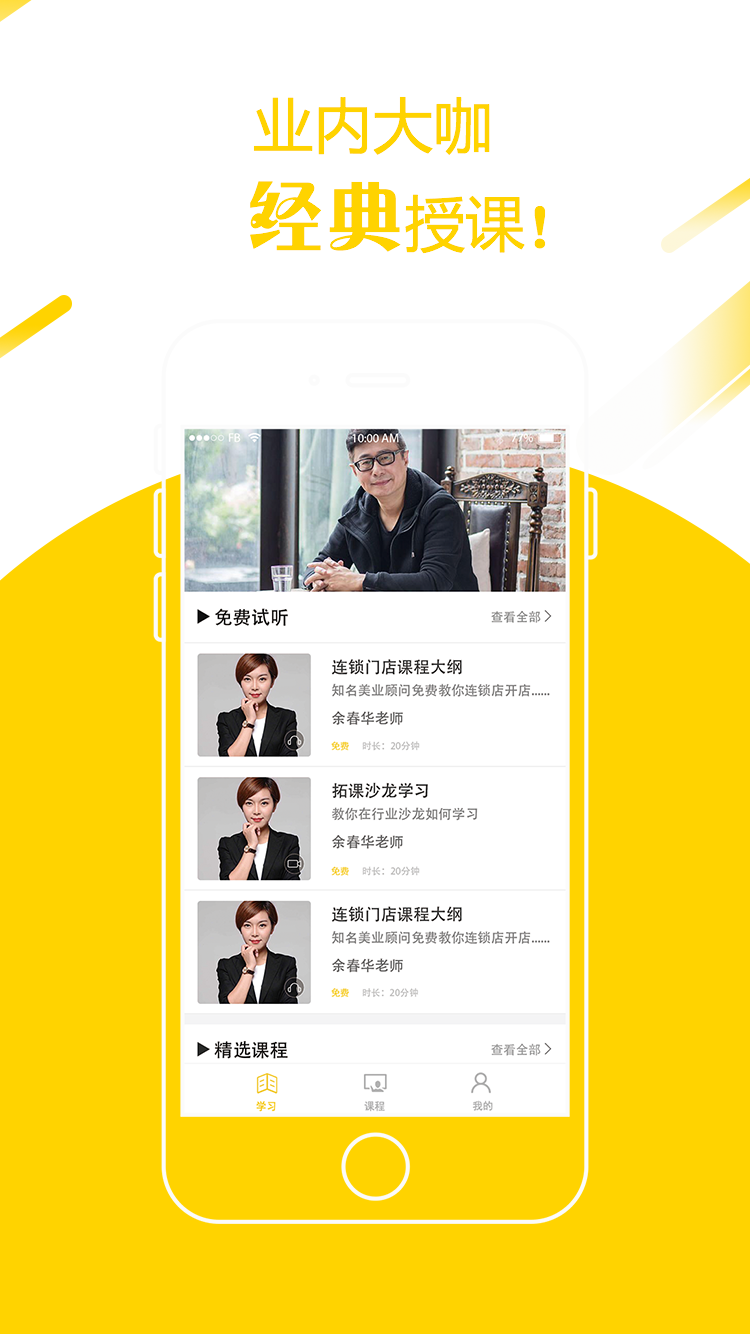 业内大咖
经典授课!
FB 10:00 AM 77%
▶免费试听 查看全部 >
连锁门店课程大纲
知名美业顾问免费教你连锁店开店......
余春华老师
免费 时长：20分钟
拓课沙龙学习
教你在行业沙龙如何学习
余春华老师
免费 时长：20分钟
连锁门店课程大纲
知名美业顾问免费教你连锁店开店......
余春华老师
免费 时长：20分钟
▶精选课程 查看全部 >
学习 课程 我的